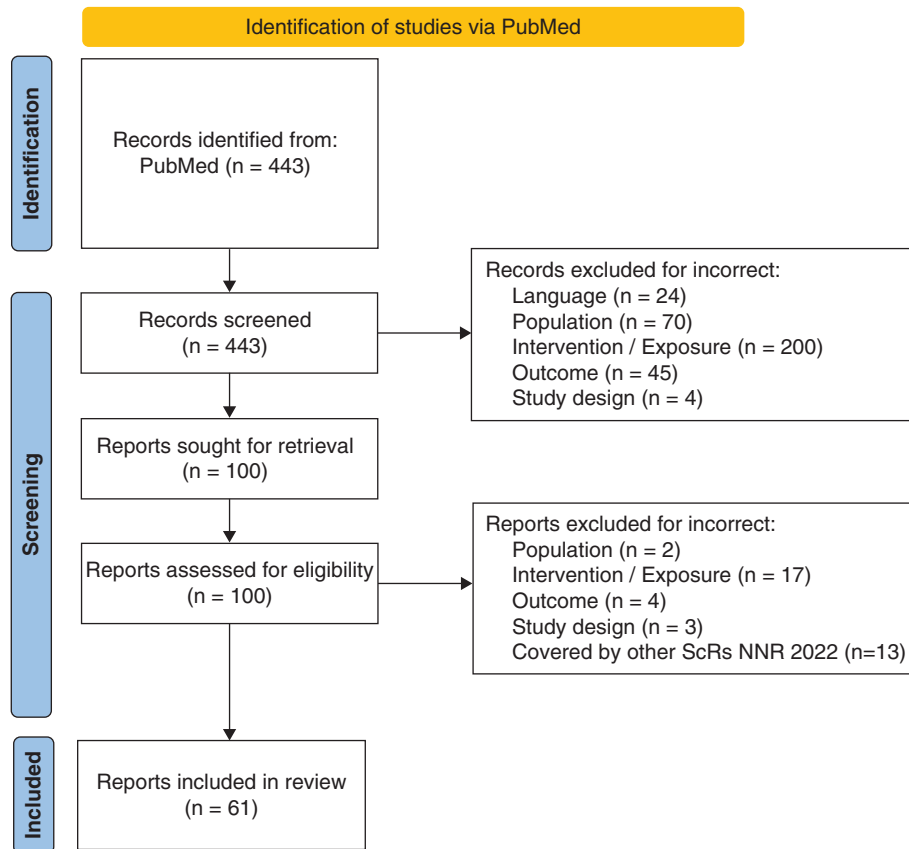 Identification of studies via PubMed
Identification
Records identified from:
PubMed (n = 443)
Screening
Records screened
(n = 443)
Records excluded for incorrect:
Language (n = 24)
Population (n = 70)
Intervention / Exposure (n = 200)
Outcome (n = 45)
Study design (n = 4)
Reports sought for retrieval
(n = 100)
Reports assessed for eligibility
(n = 100)
Reports excluded for incorrect:
Population (n = 2)
Intervention / Exposure (n = 17)
Outcome (n = 4)
Study design (n = 3)
Covered by other ScRs NNR 2022 (n=13)
Included
Reports included in review
(n = 61)